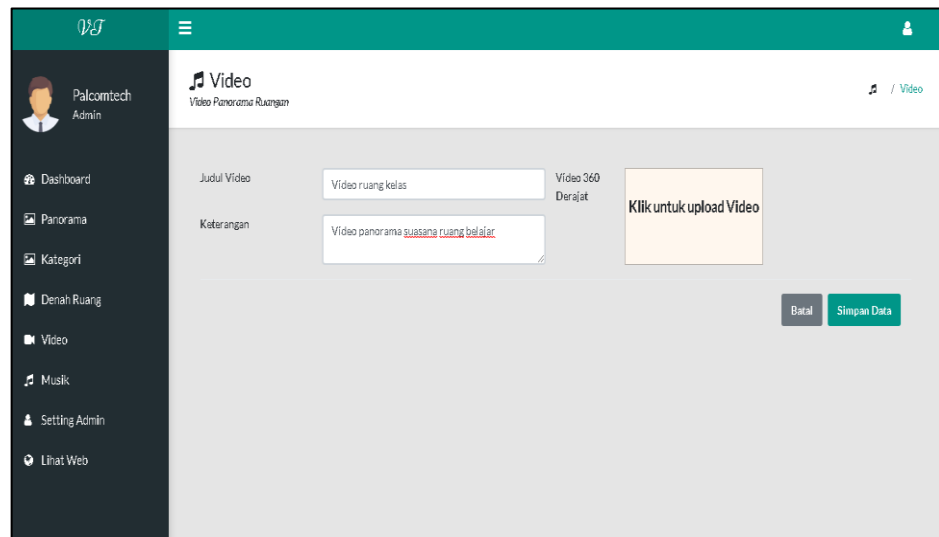 VT
Palcomtech
Admin
Dashboard
Panorama
Kategori
Denah Ruang
Video
Musik
Setting Admin
Lihat Web
Video
Video Panorama Ruangan
/ Video
Judul Video
Video ruang kelas
Keterangan
Video panorama suasana ruang belajar
Video 360
Derajat
Klik untuk upload Video
Batal
Simpan Data